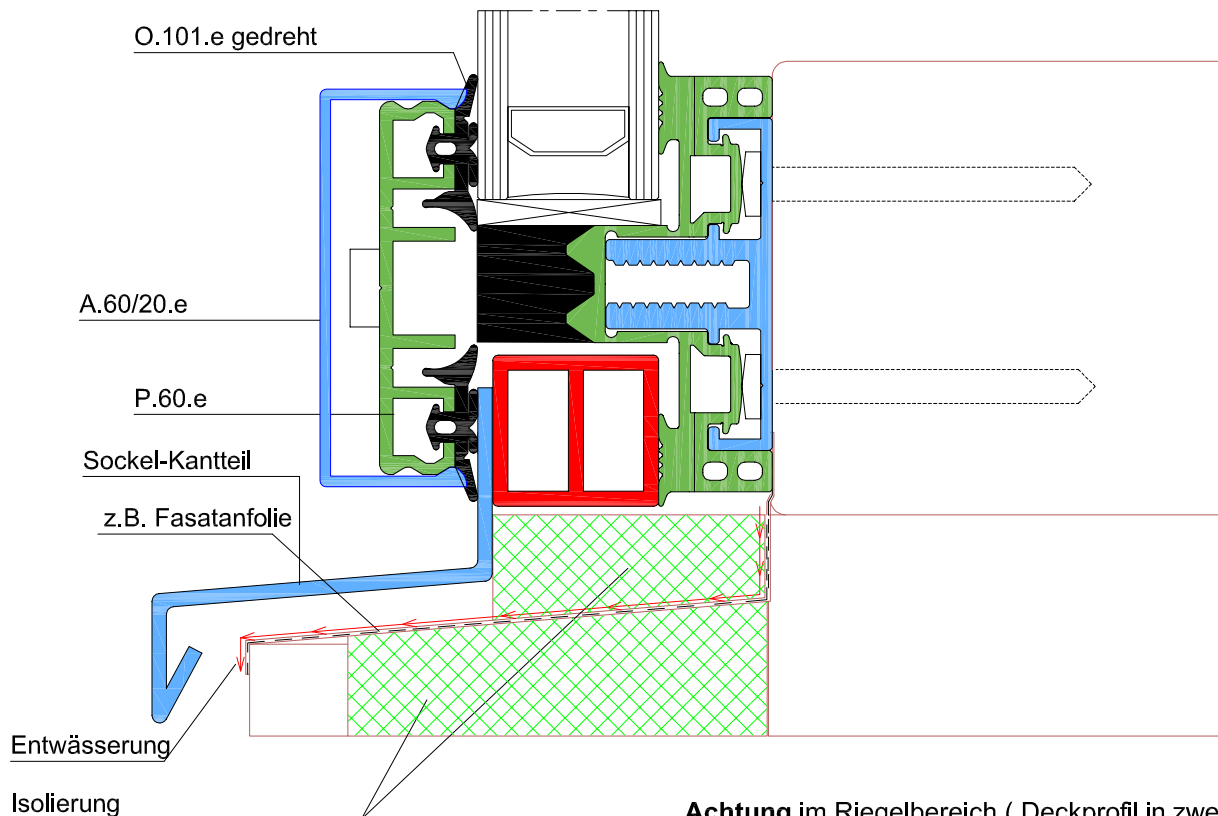 O.101.e gedreht
A.60/20.e
P.60.e
Sockel-Kantteil
z.B. Fasatanfolie
Entwässerung
Isolierung
Achtung im Riegelbereich ( Deckprofil in zwe